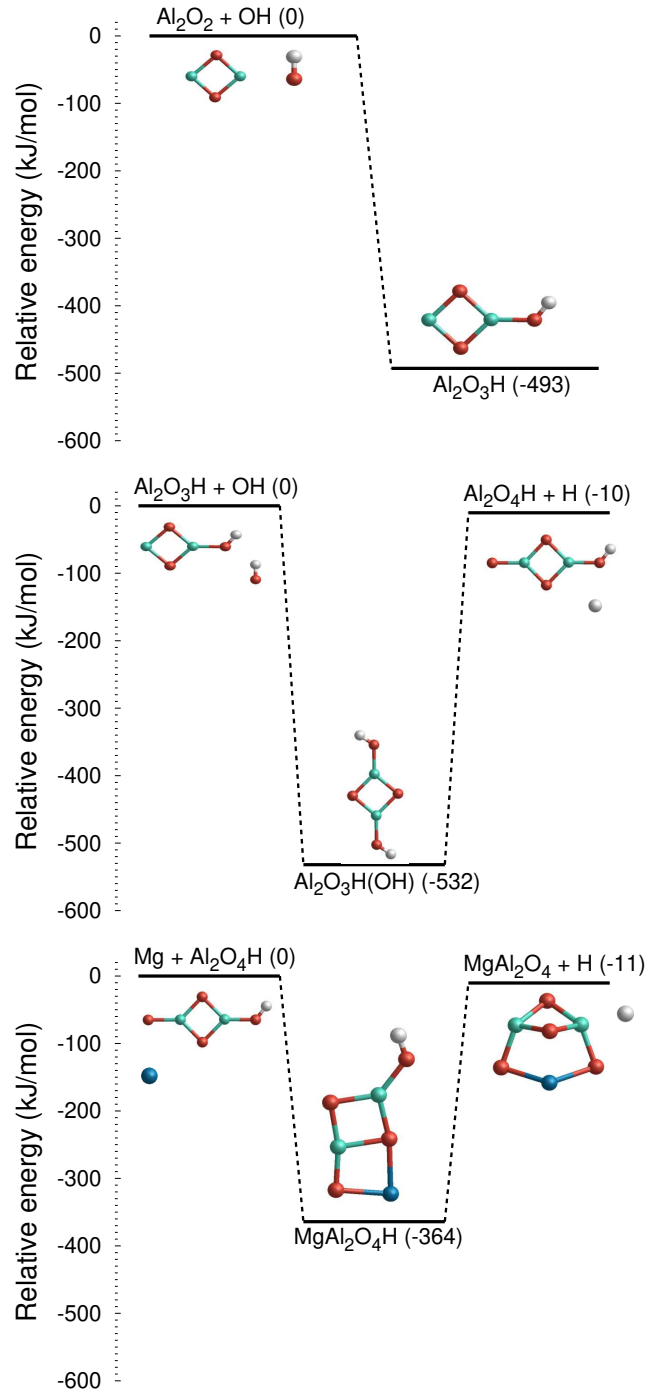 Al₂O₂ + OH (0)
0
-100
-200
-300
-400
-500
-600
Relative energy (kJ/mol)
Al₂O₃H (-493)
Al₂O₃H + OH (0)
Al₂O₄H + H (-10)
0
-100
-200
-300
-400
-500
-600
Relative energy (kJ/mol)
Al₂O₃H(OH) (-532)
Mg + Al₂O₄H (0)
MgAl₂O₄ + H (-11)
0
-100
-200
-300
-400
-500
-600
Relative energy (kJ/mol)
MgAl₂O₄H (-364)